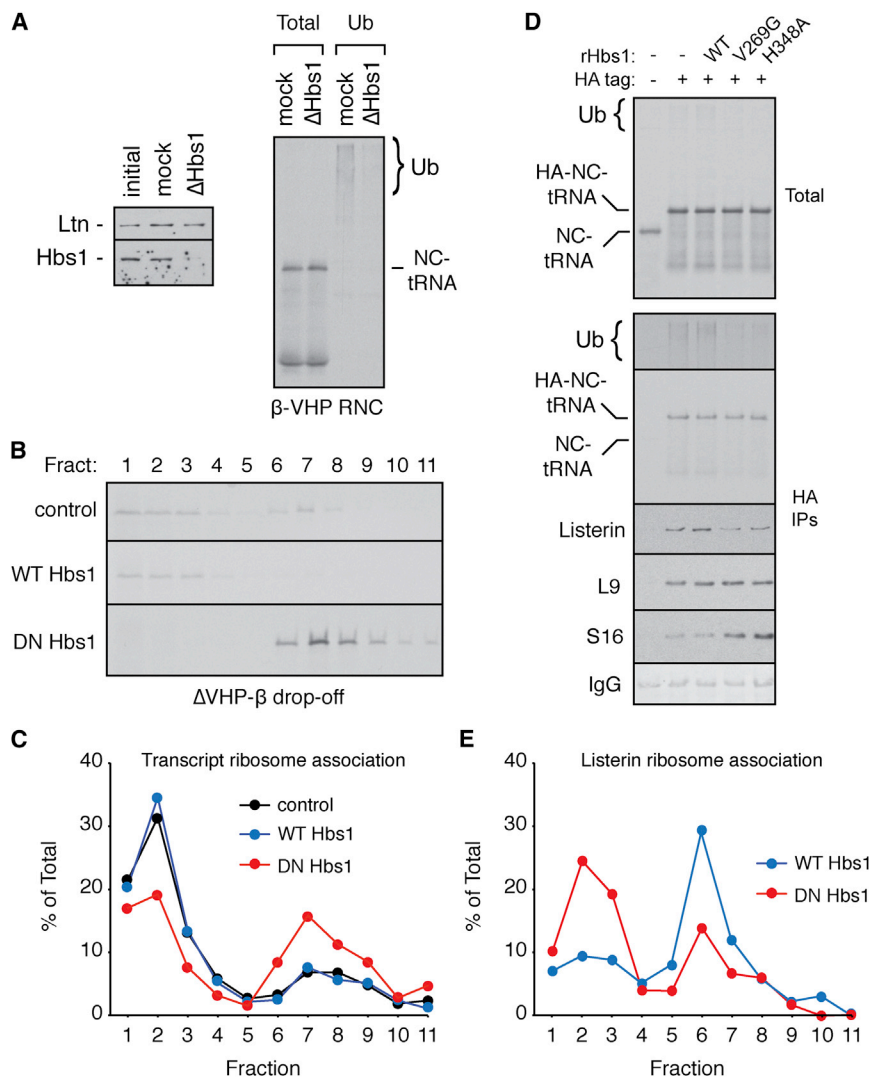 A
Total Ub
mock
ΔHbs1
mock
ΔHbs1
initial
mock
ΔHbs1
Ltn -
Hbs1 -
Ub
NC-
tRNA
β-VHP RNC
B
Fract: 1 2 3 4 5 6 7 8 9 10 11
control
WT Hbs1
DN Hbs1
ΔVHP-β drop-off
C
Transcript ribosome association
40
30
20
10
0
% of Total
control
WT Hbs1
DN Hbs1
1 2 3 4 5 6 7 8 9 10 11
Fraction
D
rHbs1: - - WT V269G H348A
HA tag: - + + + +
Ub
HA-NC-
tRNA
NC-
tRNA
Total
Ub
HA-NC-
tRNA
NC-
tRNA
Listerin
L9
S16
IgG
HA
IPs
E
Listerin ribosome association
40
30
20
10
0
% of Total
WT Hbs1
DN Hbs1
1 2 3 4 5 6 7 8 9 10 11
Fraction